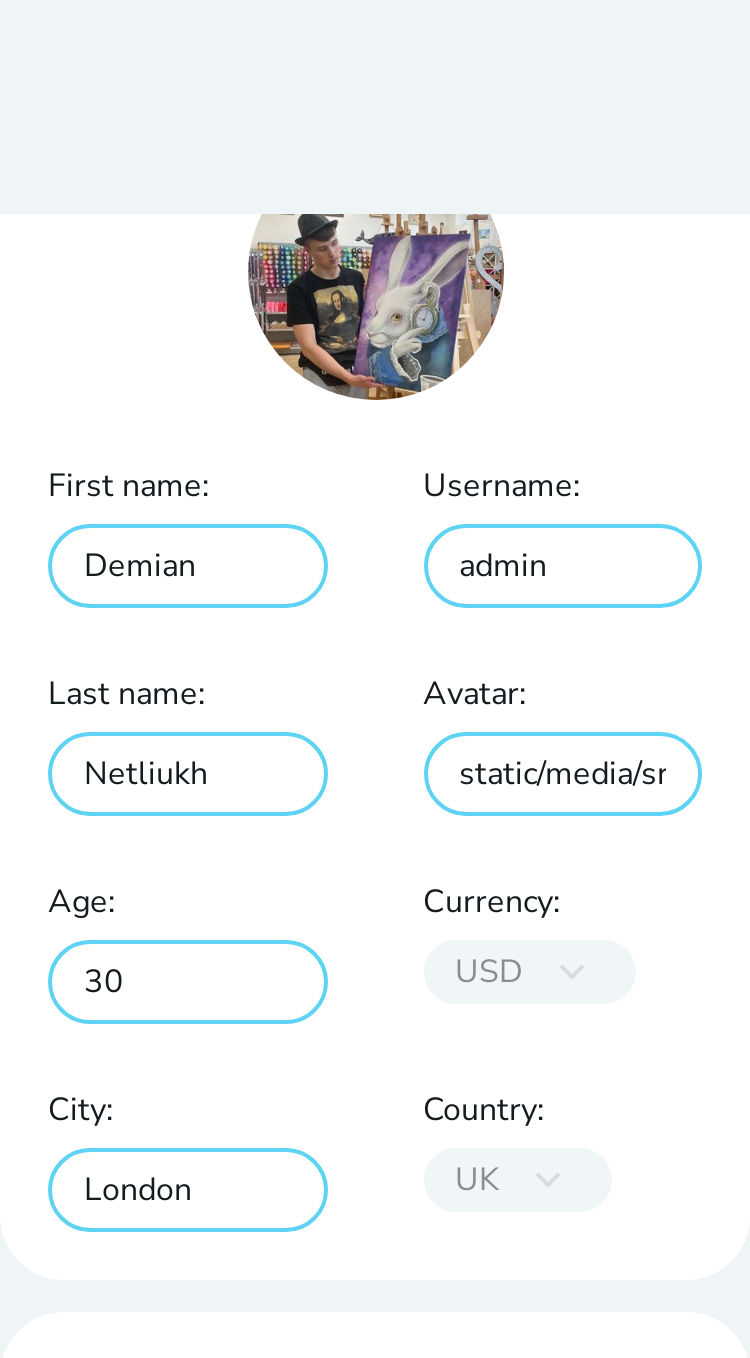 First name:
Username:
Demian
admin
Last name:
Avatar:
Netliukh
static/media/sr
Age:
Currency:
30
USD
City:
Country:
London
UK